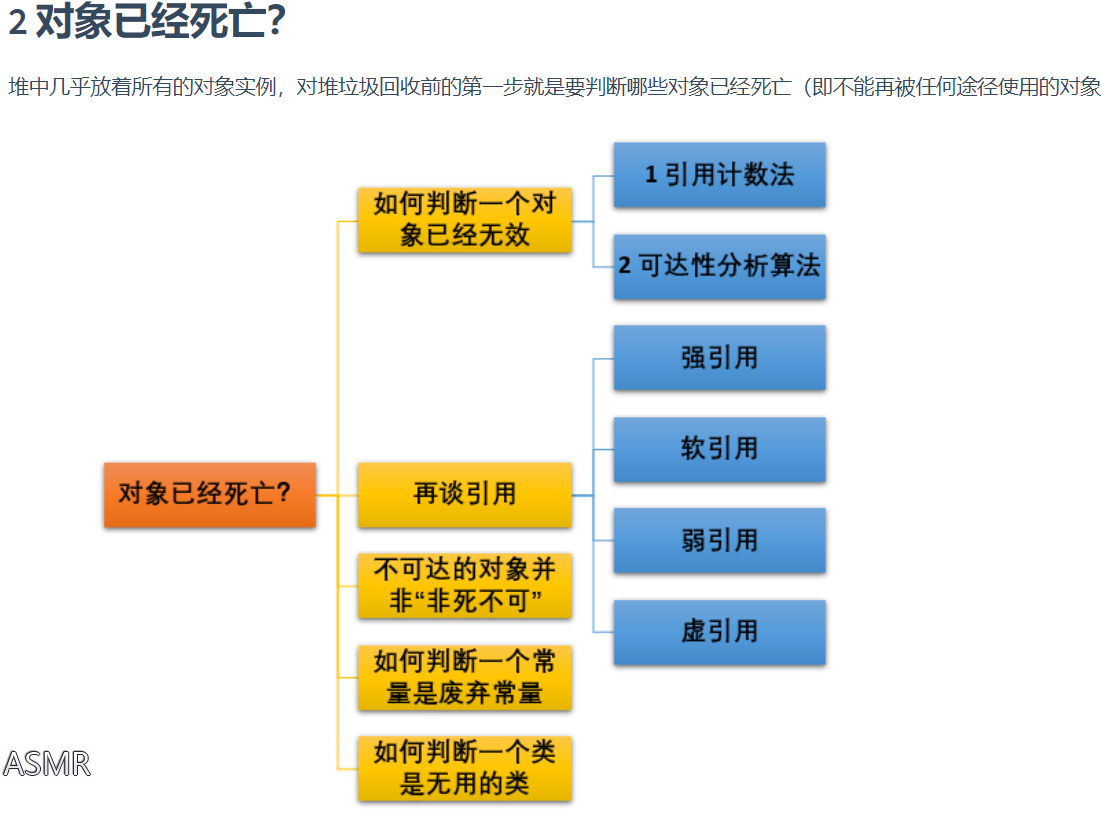 2 对象已经死亡？
堆中几乎放着所有的对象实例，对堆垃圾回收前的第一步就是要判断哪些对象已经死亡（即不能再被任何途径使用的对象
1 引用计数法
如何判断一个对
象已经无效
2 可达性分析算法
强引用
软引用
对象已经死亡？
再谈引用
弱引用
不可达的对象并
非“非死不可”
虚引用
如何判断一个常
量是废弃常量
如何判断一个类
是无用的类
ASMR